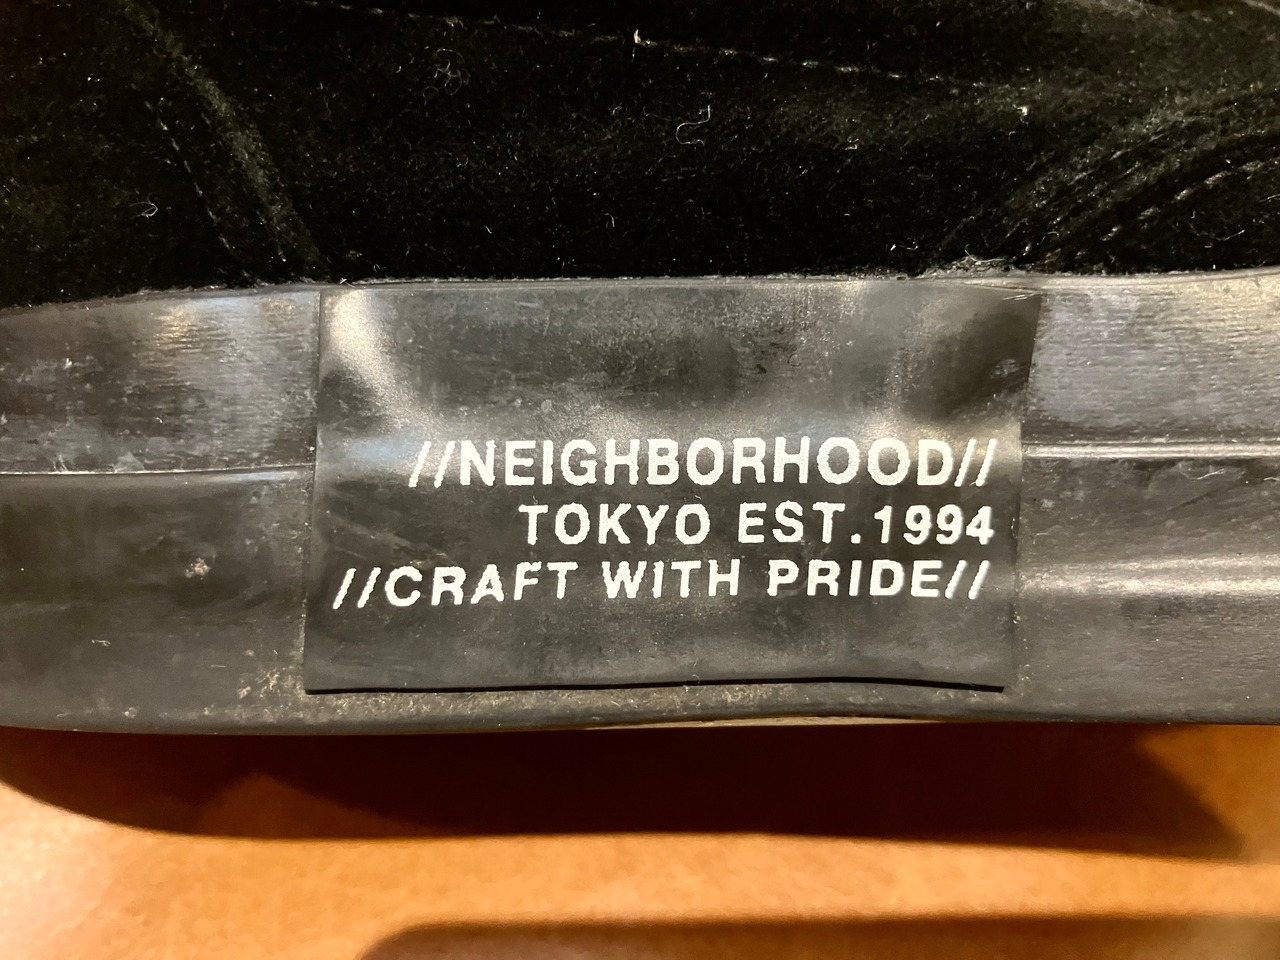 //NEIGHBORHOOD//
TOKYO EST.1994
//CRAFT WITH PRIDE//